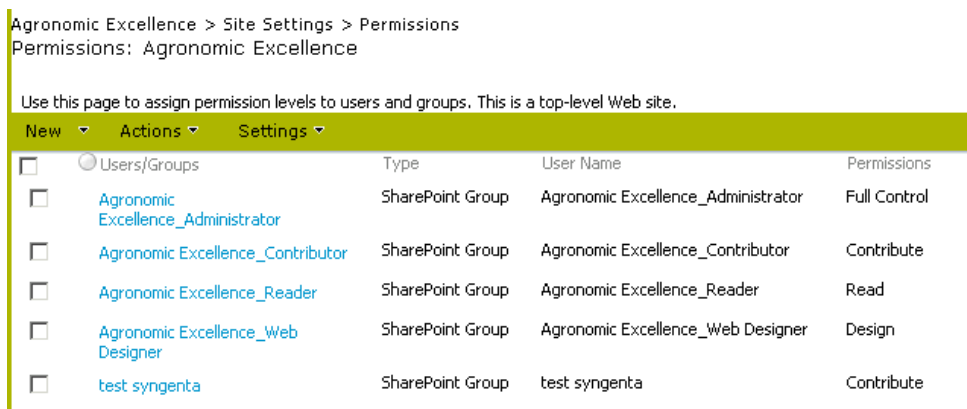 Agronomic Excellence > Site Settings > Permissions
Permissions: Agronomic Excellence
Use this page to assign permission levels to users and groups. This is a top-level Web site.
New Actions Settings
Users/Groups Type User Name Permissions
Agronomic Excellence_Administrator SharePoint Group Agronomic Excellence_Administrator Full Control
Agronomic Excellence_Contributor SharePoint Group Agronomic Excellence_Contributor Contribute
Agronomic Excellence_Reader SharePoint Group Agronomic Excellence_Reader Read
Agronomic Excellence_Web Designer SharePoint Group Agronomic Excellence_Web Designer Design
test syngenta SharePoint Group test syngenta Contribute